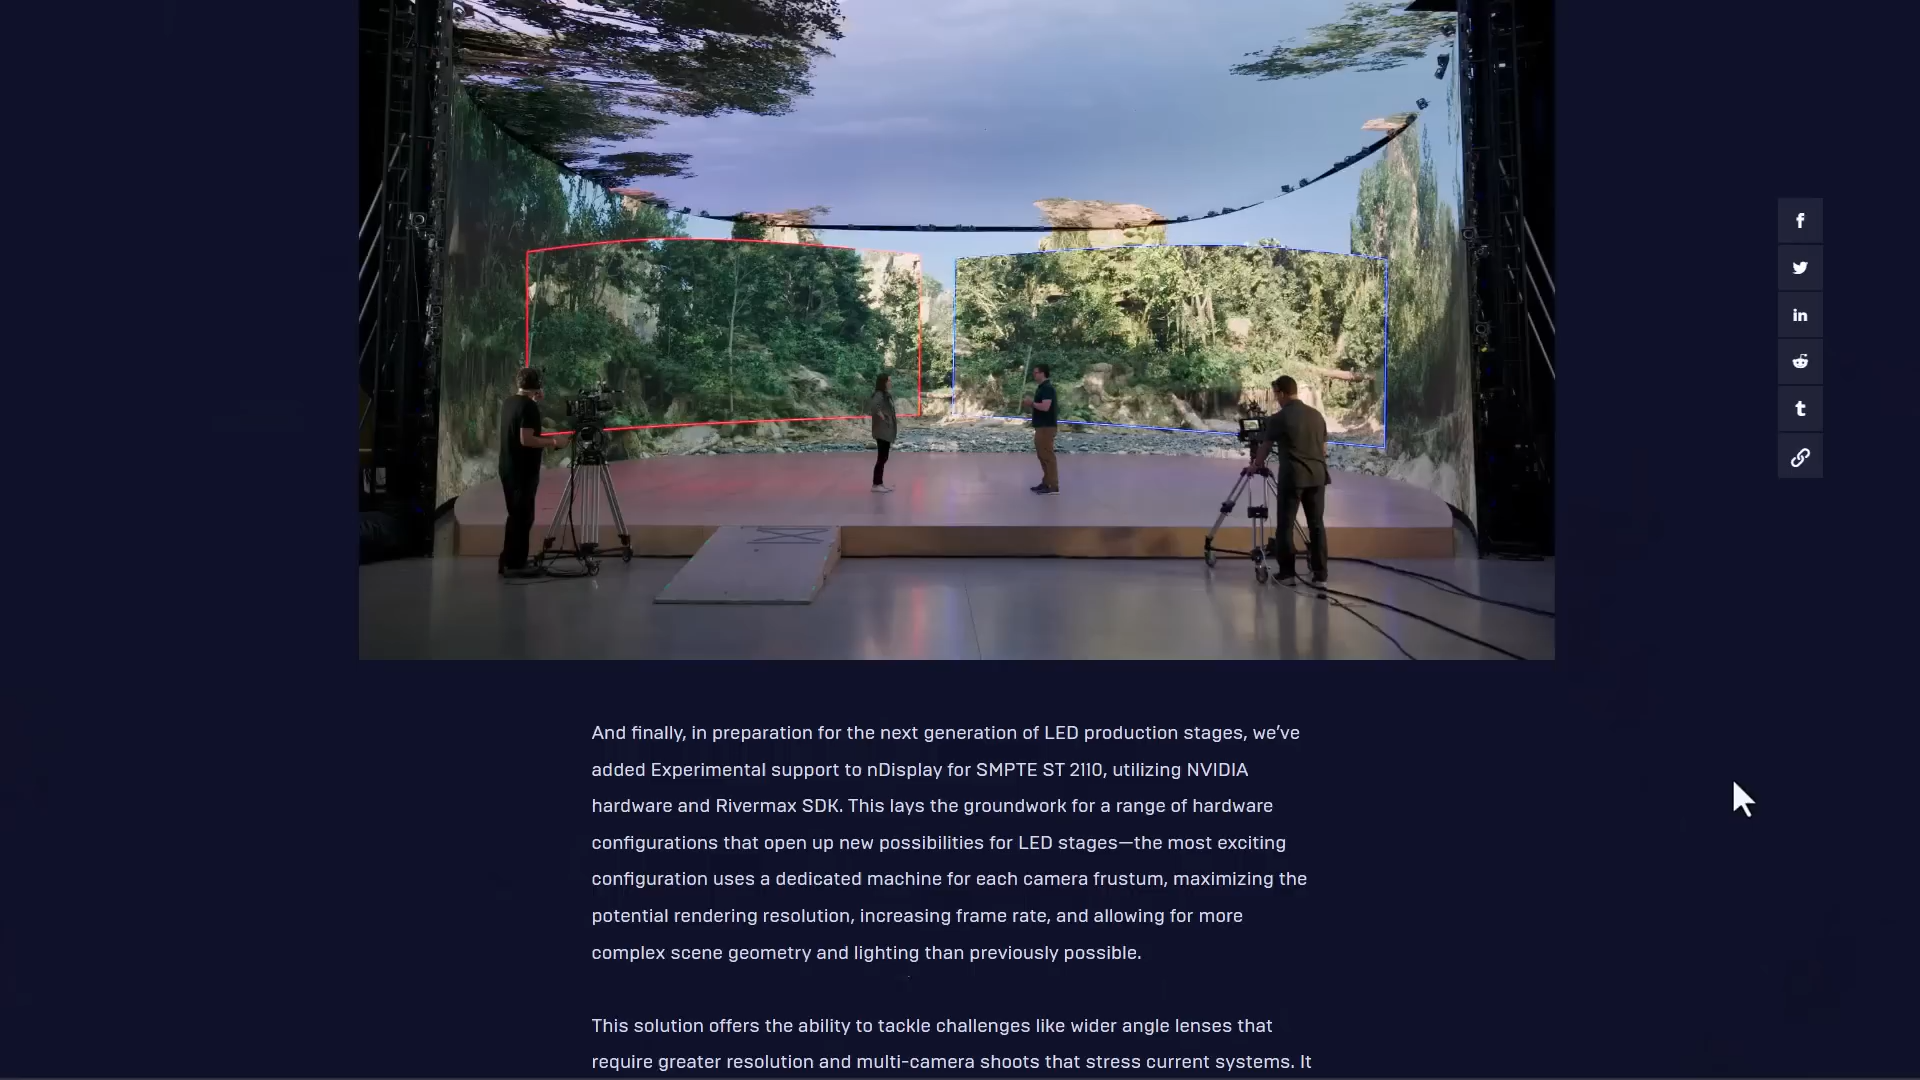 And finally, in preparation for the next generation of LED production stages, we’ve
added Experimental support to nDisplay for SMPTE ST 2110, utilizing NVIDIA
hardware and Rivermax SDK. This lays the groundwork for a range of hardware
configurations that open up new possibilities for LED stages—the most exciting
configuration uses a dedicated machine for each camera frustum, maximizing the
potential rendering resolution, increasing frame rate, and allowing for more
complex scene geometry and lighting than previously possible.
This solution offers the ability to tackle challenges like wider angle lenses that
require greater resolution and multi-camera shoots that stress current systems. It